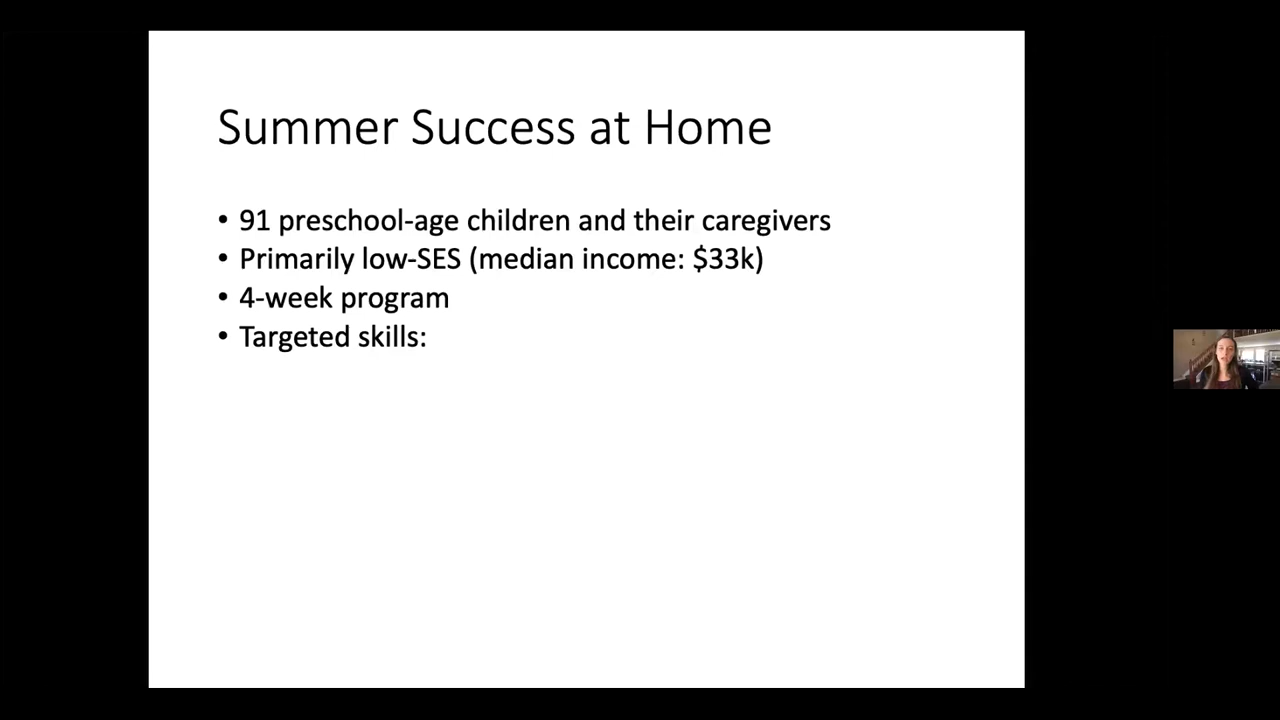 Summer Success at Home
• 91 preschool-age children and their caregivers
• Primarily low-SES (median income: $33k)
• 4-week program
• Targeted skills: